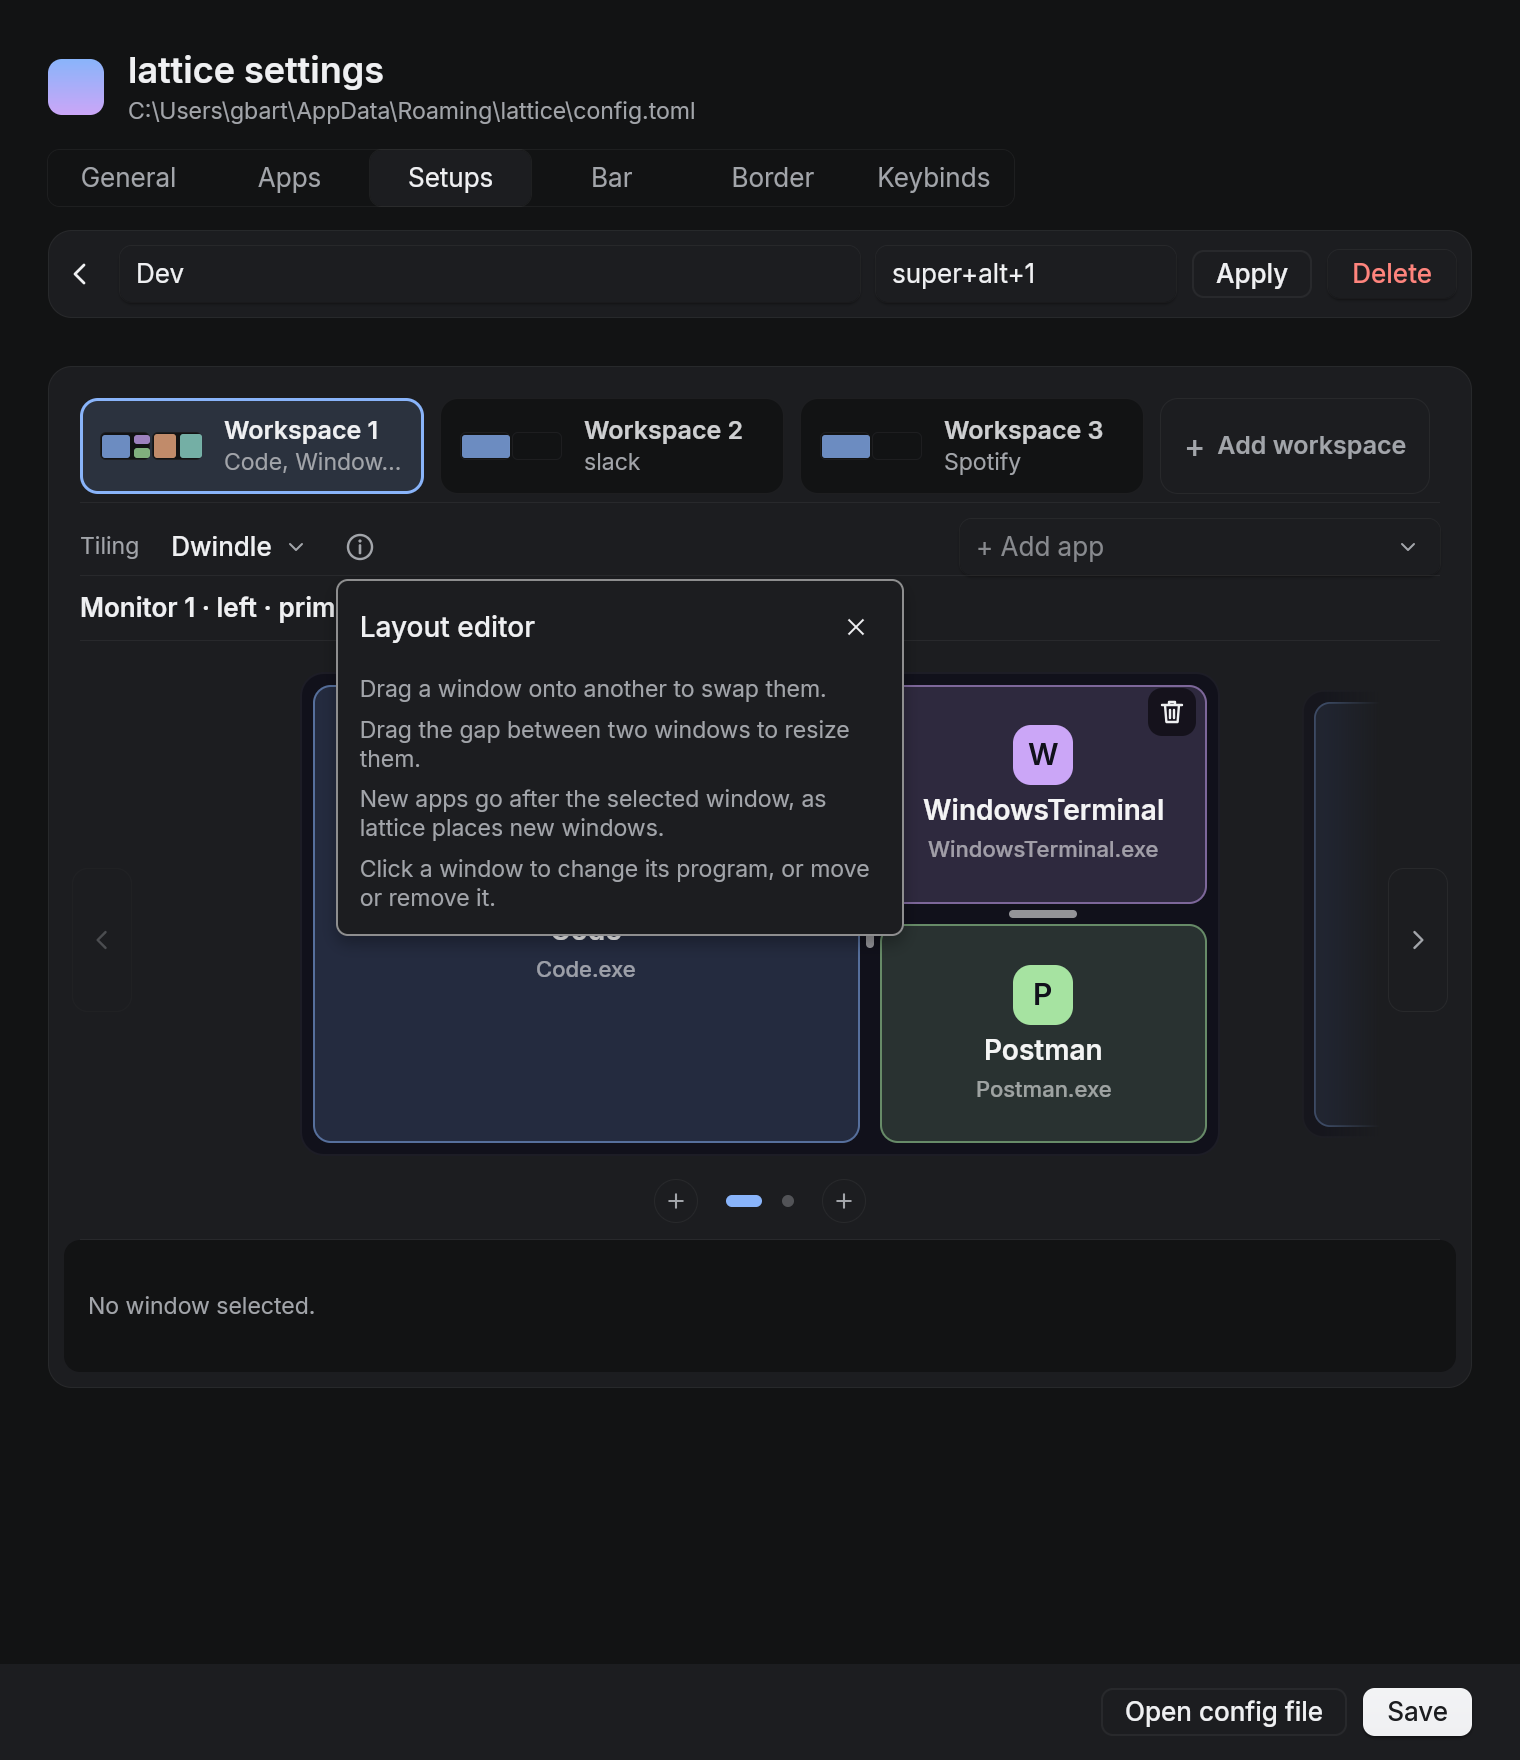 lattice settings
C:\Users\gbart\AppData\Roaming\lattice\config.toml
General Apps Setups Bar Border Keybinds
Dev super+alt+1 Apply Delete
Workspace 1 Workspace 2 Workspace 3
Code, Window... slack Spotify
+ Add workspace
Tiling Dwindle + Add app
Monitor 1 · left · prim
Layout editor
Drag a window onto another to swap them.
Drag the gap between two windows to resize
them.
New apps go after the selected window, as
lattice places new windows.
Click a window to change its program, or move
or remove it.
W
WindowsTerminal
WindowsTerminal.exe
Code
Code.exe
P
Postman
Postman.exe
No window selected.
Open config file Save